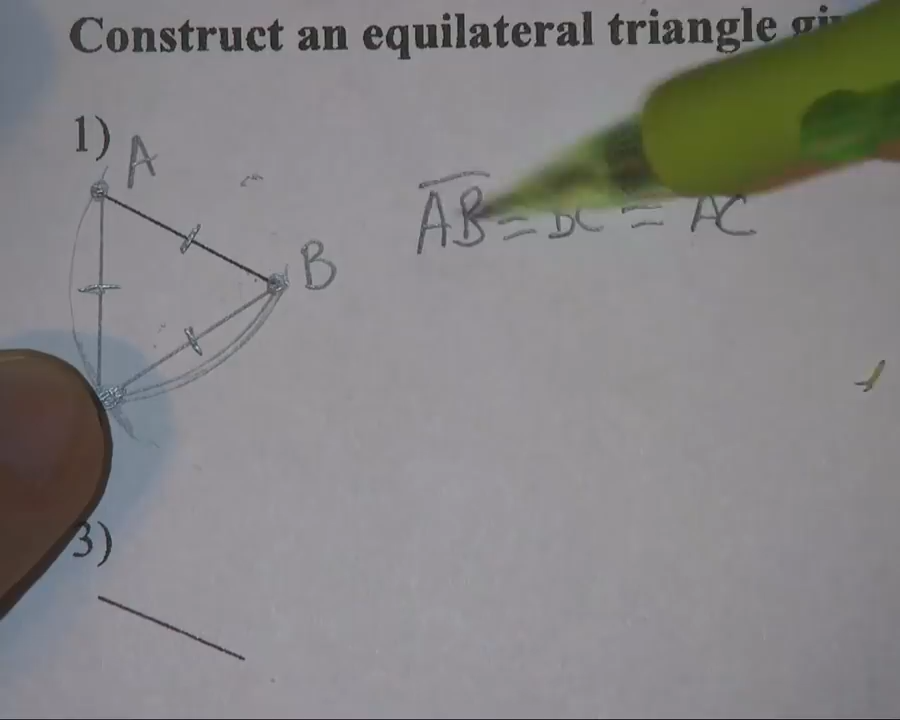 Construct an equilateral triangle
1)
A
B
AB = BC = AC
3)